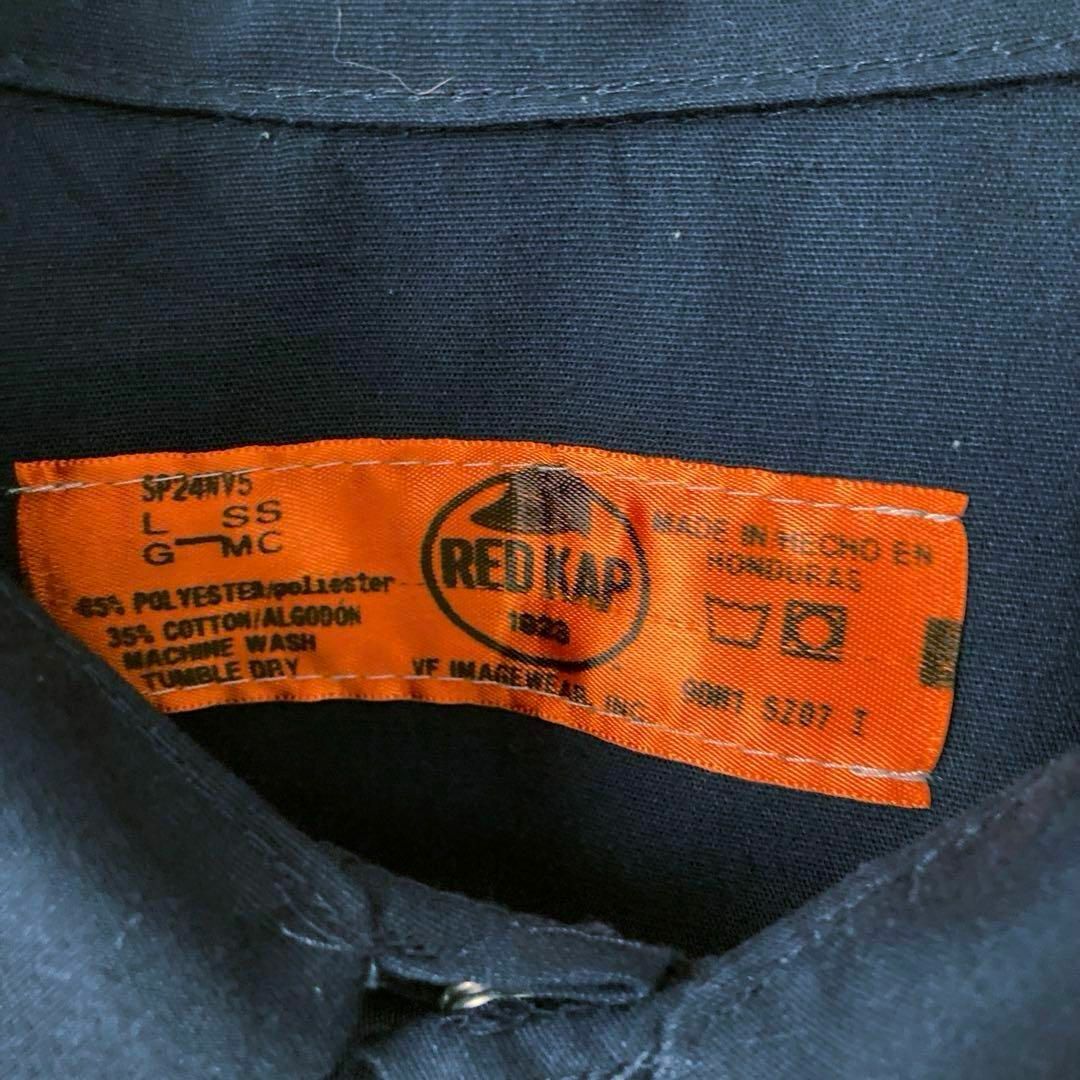 SP24NV5
L SS
G MC
65% POLYESTER/poliester
35% COTTON/ALGODÓN
MACHINE WASH
TUMBLE DRY
RED KAP
1923
VF IMAGEWEAR, INC
MADE IN HECHO EN
HONDURAS
SZ07 I